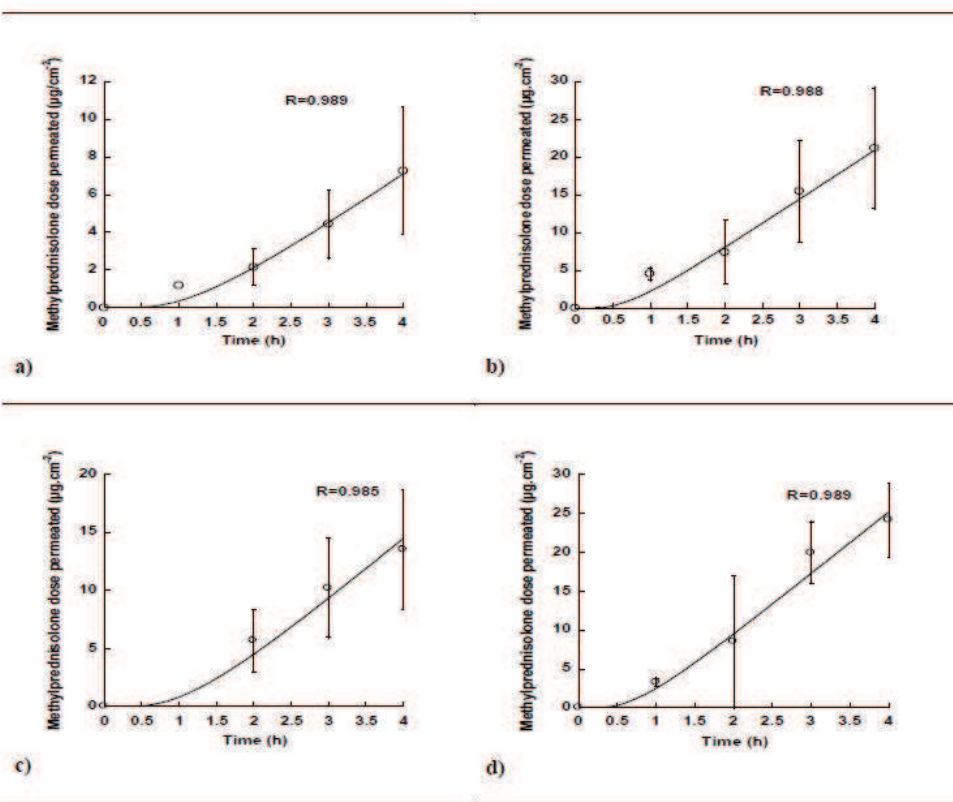 Methylprednisolone dose permeated (µg/cm⁻²)
12
10
8
6
4
2
0
R=0.989
0 0.5 1 1.5 2 2.5 3 3.5 4
Time (h)
a)
Methylprednisolone dose permeated (µg.cm⁻²)
30
25
20
15
10
5
0
R=0.988
0 0.5 1 1.5 2 2.5 3 3.5 4
Time (h)
b)
Methylprednisolone dose permeated (µg.cm⁻²)
20
15
10
5
0
R=0.985
0 0.5 1 1.5 2 2.5 3 3.5 4
Time (h)
c)
Methylprednisolone dose permeated (µg.cm⁻²)
30
25
20
15
10
5
0
R=0.989
0 0.5 1 1.5 2 2.5 3 3.5 4
Time (h)
d)